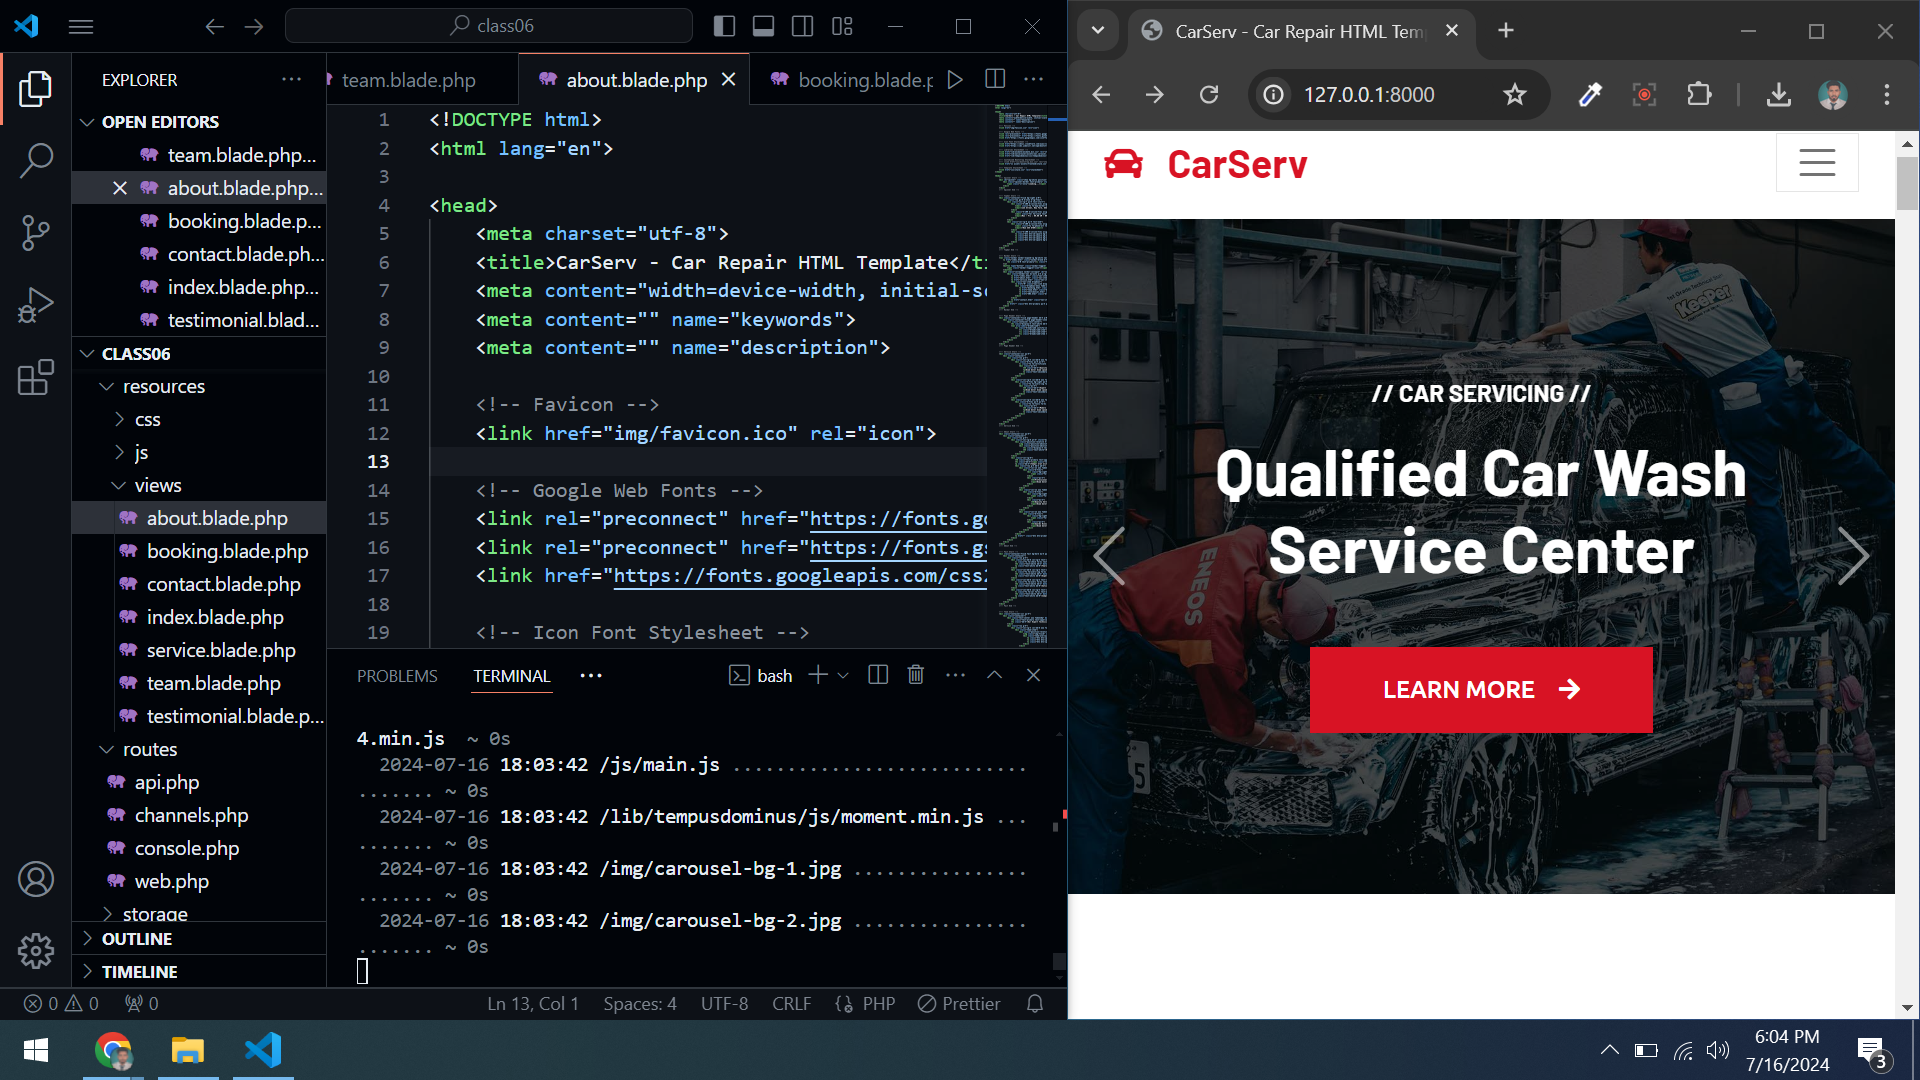 class06
EXPLORER
OPEN EDITORS
team.blade.php...
about.blade.php...
booking.blade.p...
contact.blade.ph...
index.blade.php...
testimonial.blad...
CLASS06
resources
css
js
views
about.blade.php
booking.blade.php
contact.blade.php
index.blade.php
service.blade.php
team.blade.php
testimonial.blade.p...
routes
api.php
channels.php
console.php
web.php
storage
OUTLINE
TIMELINE
team.blade.php
about.blade.php
booking.blade.p
1 <!DOCTYPE html>
2 <html lang="en">
3
4 <head>
5 <meta charset="utf-8">
6 <title>CarServ - Car Repair HTML Template</ti
7 <meta content="width=device-width, initial-sc
8 <meta content="" name="keywords">
9 <meta content="" name="description">
10
11 <!-- Favicon -->
12 <link href="img/favicon.ico" rel="icon">
13
14 <!-- Google Web Fonts -->
15 <link rel="preconnect" href="https://fonts.go
16 <link rel="preconnect" href="https://fonts.gs
17 <link href="https://fonts.googleapis.com/css2
18
19 <!-- Icon Font Stylesheet -->
PROBLEMS
TERMINAL
bash
4.min.js ~ 0s
2024-07-16 18:03:42 /js/main.js ...........................
....... ~ 0s
2024-07-16 18:03:42 /lib/tempusdominus/js/moment.min.js ...
....... ~ 0s
2024-07-16 18:03:42 /img/carousel-bg-1.jpg ................
....... ~ 0s
2024-07-16 18:03:42 /img/carousel-bg-2.jpg ................
....... ~ 0s
0 0 0
Ln 13, Col 1
Spaces: 4
UTF-8
CRLF
PHP
Prettier
CarServ - Car Repair HTML Tem
127.0.0.1:8000
CarServ
KeePer
ENEOS
5
// CAR SERVICING //
Qualified Car Wash
Service Center
LEARN MORE
6:04 PM
7/16/2024
3